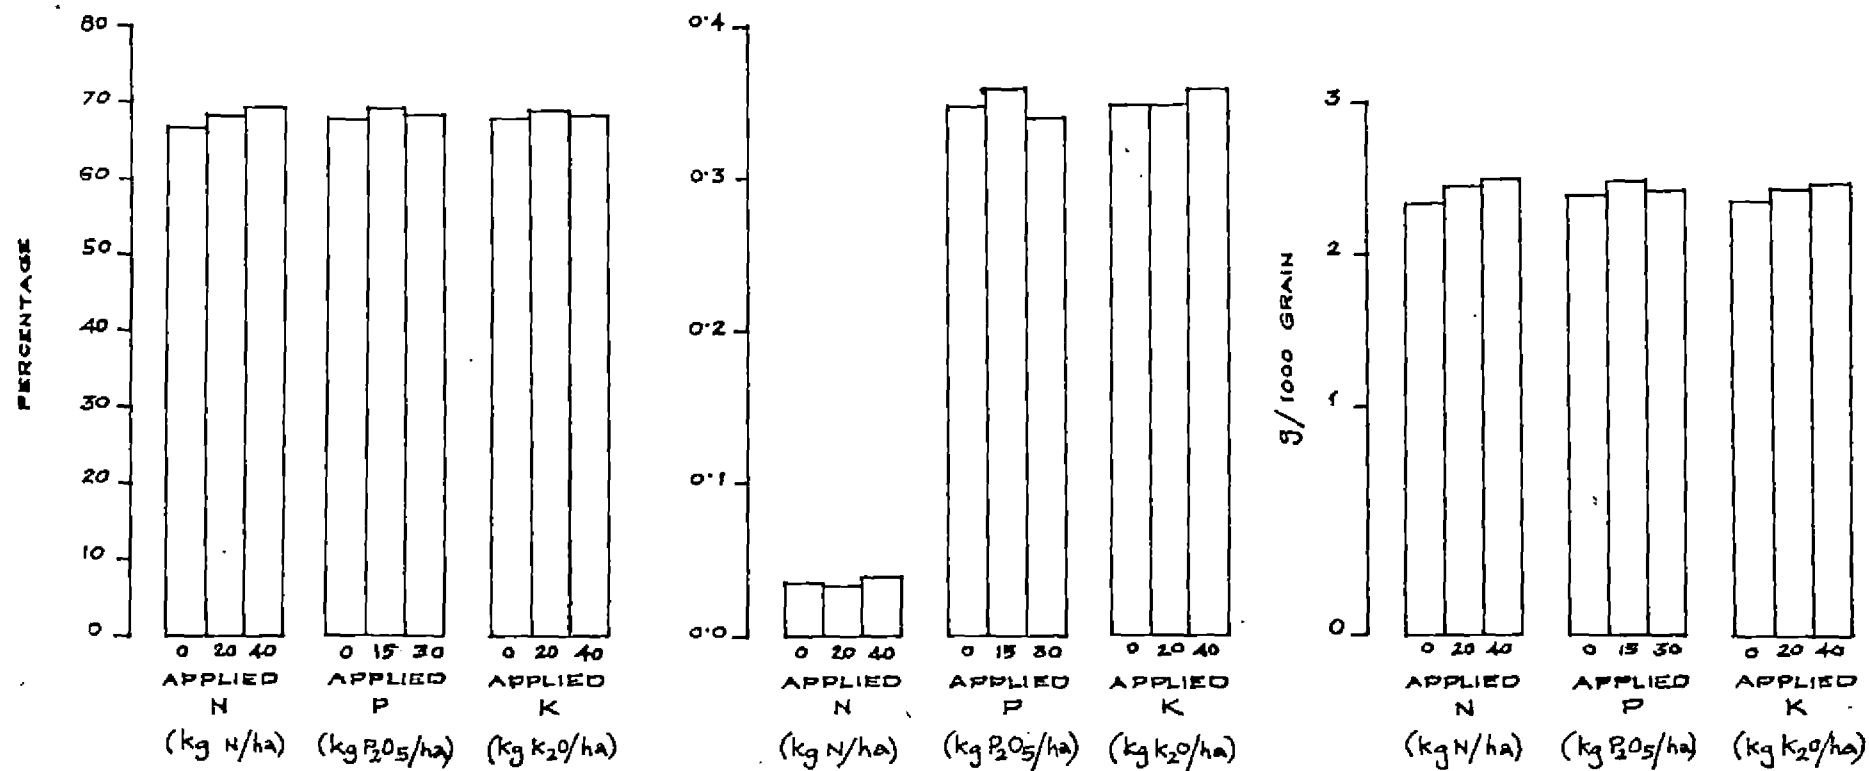 PERCENTAGE
80
70
60
50
40
30
20
10
0
0 20 40
APPLIED
N
(kg N/ha)
0 15 30
APPLIED
P
(kg P2O5/ha)
0 20 40
APPLIED
K
(kg K2O/ha)
0.4
0.3
0.2
0.1
0.0
0 20 40
APPLIED
N
(kg N/ha)
0 15 30
APPLIED
P
(kg P2O5/ha)
0 20 40
APPLIED
K
(kg K2O/ha)
g/1000 GRAIN
3
2
1
0
0 20 40
APPLIED
N
(kg N/ha)
0 15 30
APPLIED
P
(kg P2O5/ha)
0 20 40
APPLIED
K
(kg K2O/ha)